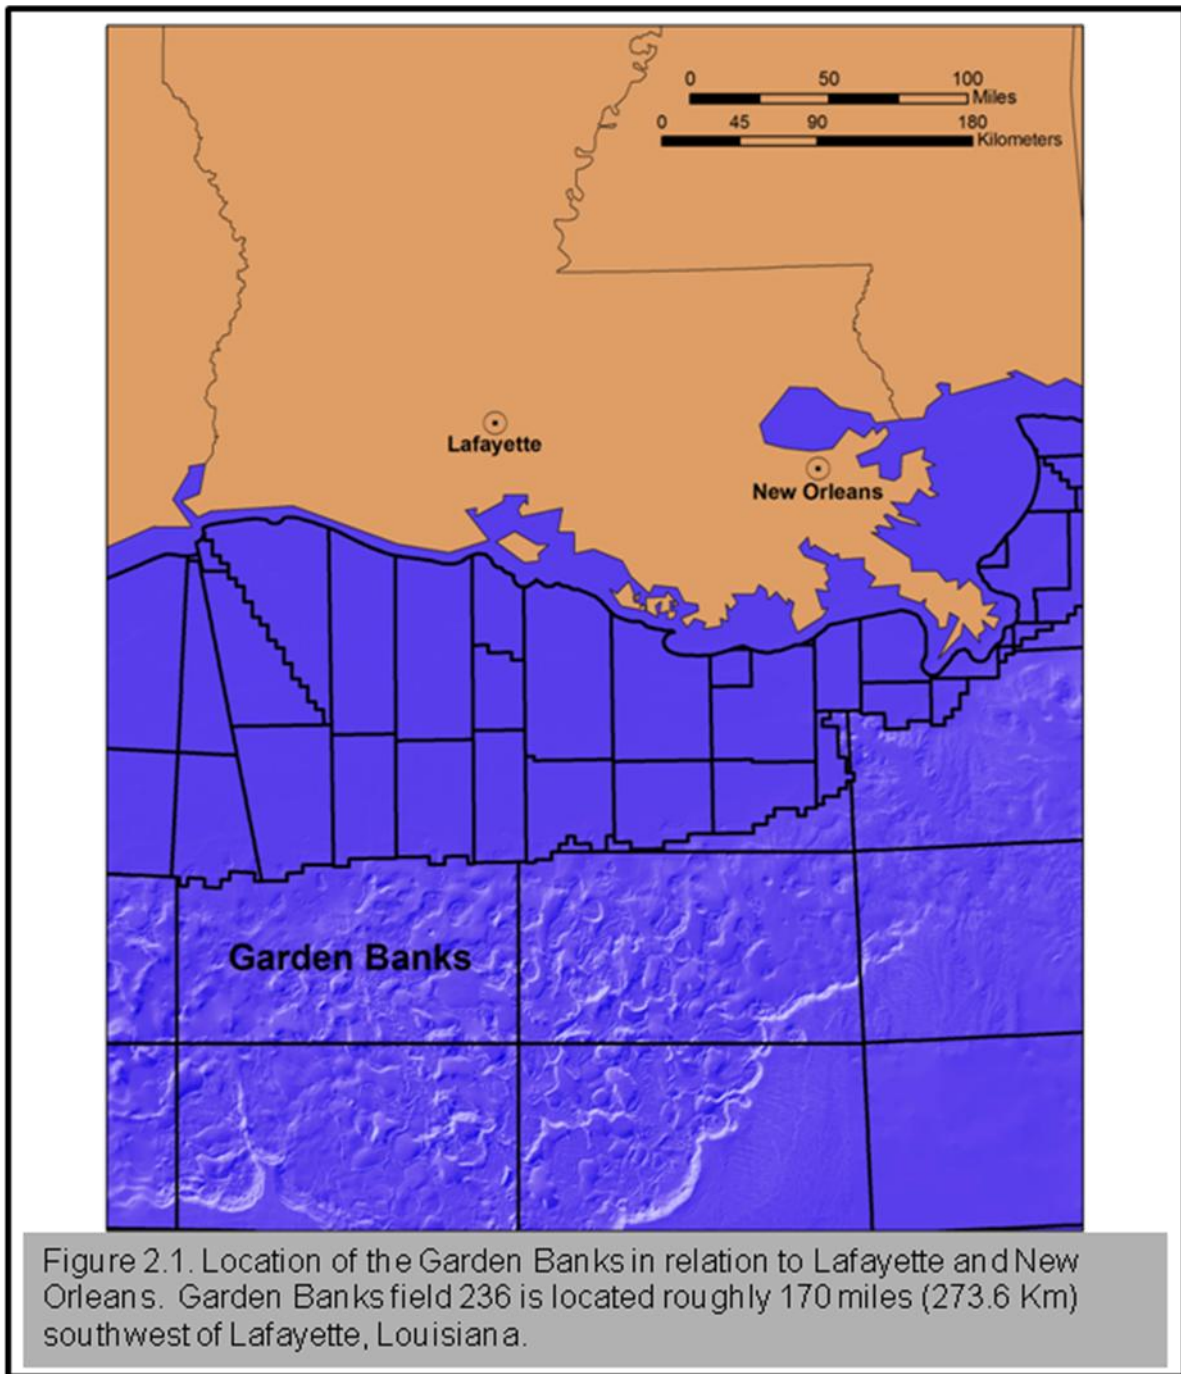 0 50 100
Miles
0 45 90 180
Kilometers
Lafayette
New Orleans
Garden Banks
Figure 2.1. Location of the Garden Banks in relation to Lafayette and New
Orleans. Garden Banks field 236 is located roughly 170 miles (273.6 Km)
southwest of Lafayette, Louisiana.